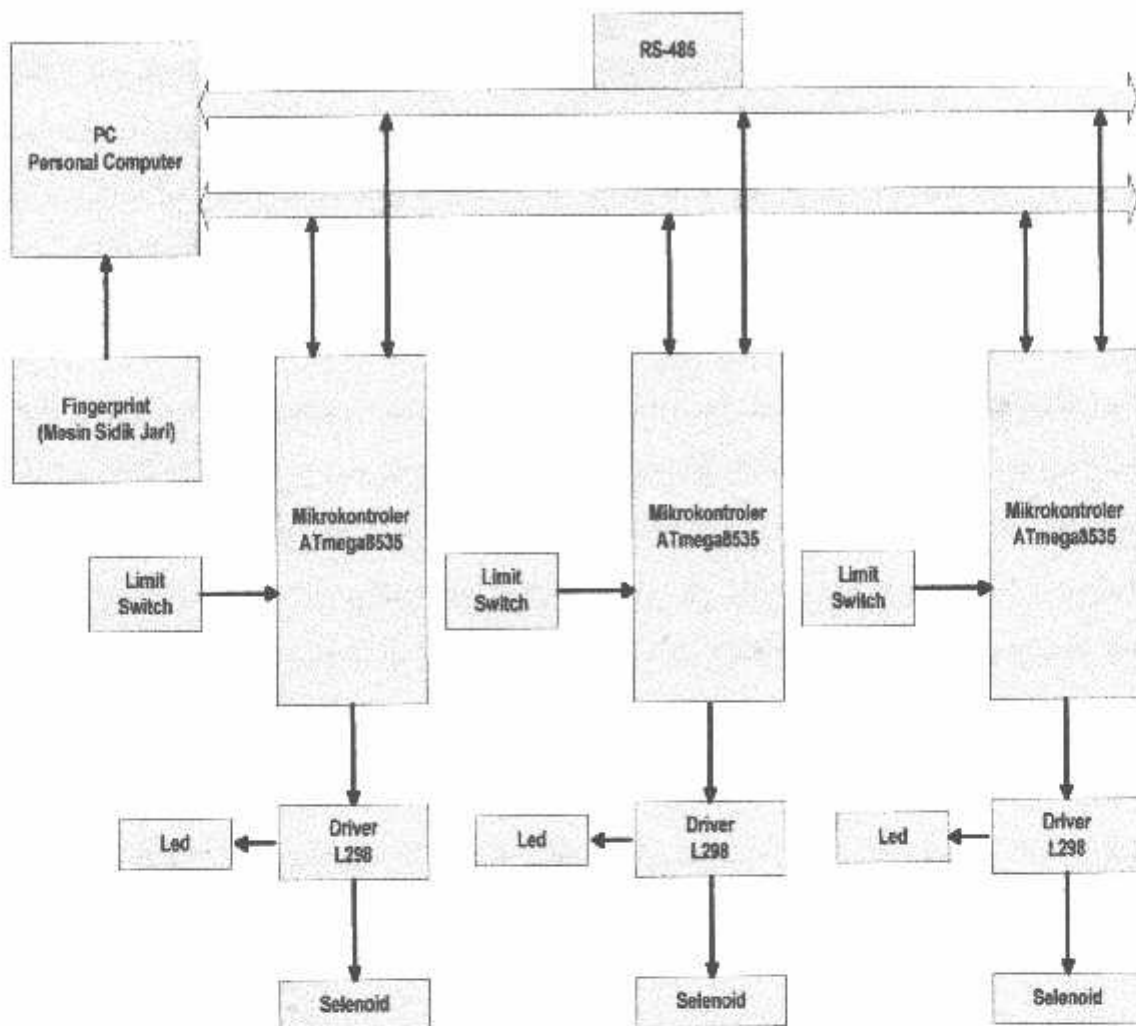 RS-485
PC
Personal Computer
Fingerprint
(Mesin Sidik Jari)
Mikrokontroler
ATmega8535
Mikrokontroler
ATmega8535
Mikrokontroler
ATmega8535
Limit
Switch
Limit
Switch
Limit
Switch
Led
Driver
L298
Led
Driver
L298
Led
Driver
L298
Selenoid
Selenoid
Selenoid